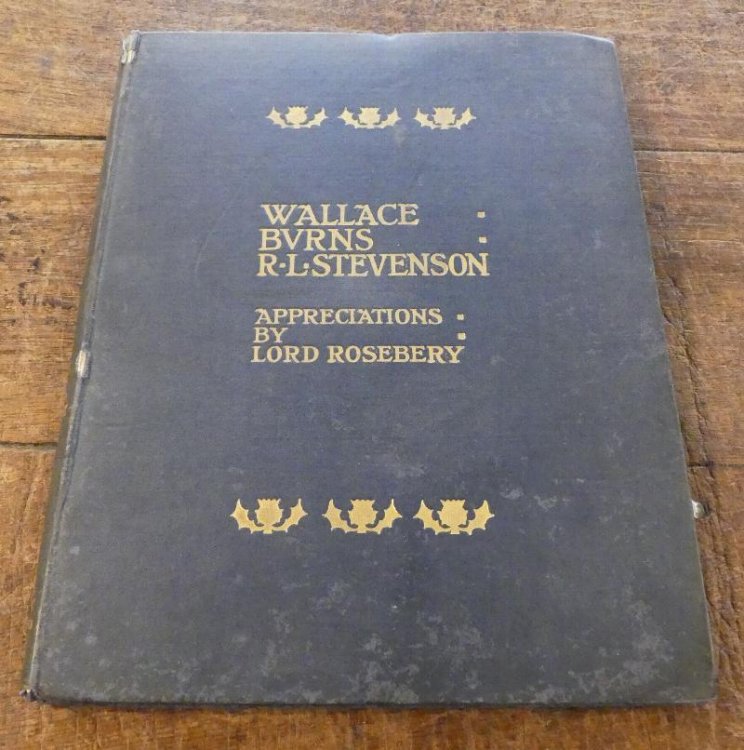 WALLACE ·
BVRNS ·
R·L·STEVENSON
APPRECIATIONS ·
BY ·
LORD ROSEBERY